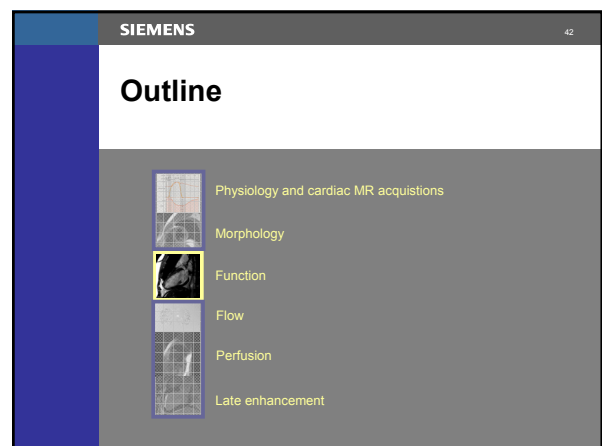 SIEMENS
42
Outline
Physiology and cardiac MR acquistions
Morphology
Function
Flow
Perfusion
Late enhancement